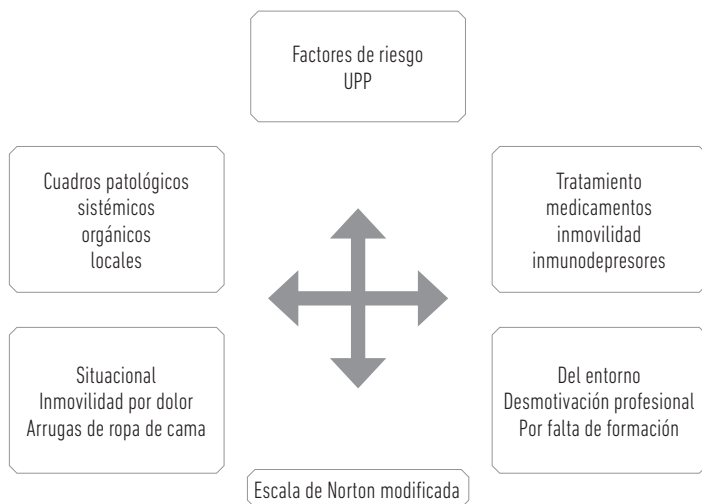 Factores de riesgo
UPP
Cuadros patológicos
sistémicos
orgánicos
locales
Tratamiento
medicamentos
inmovilidad
inmunodepresores
Situacional
Inmovilidad por dolor
Arrugas de ropa de cama
Del entorno
Desmotivación profesional
Por falta de formación
Escala de Norton modificada